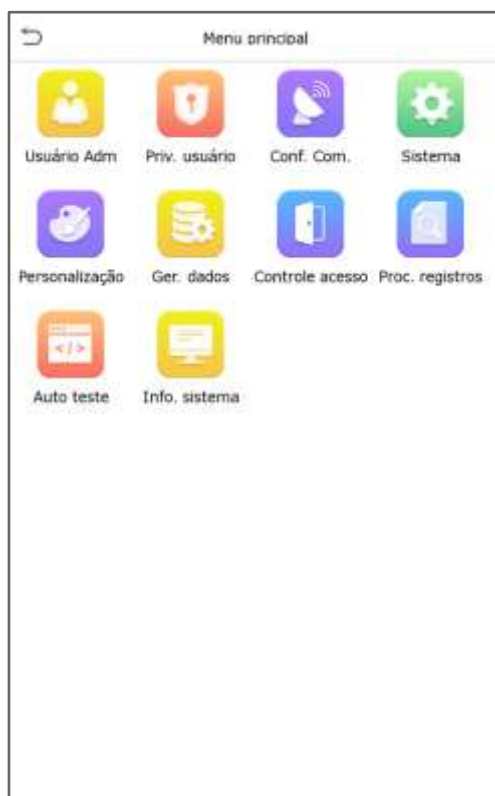 Menu principal
Usuário Adm Priv. usuário Conf. Com. Sistema
Personalização Ger. dados Controle acesso Proc. registros
</>
Auto teste Info. sistema